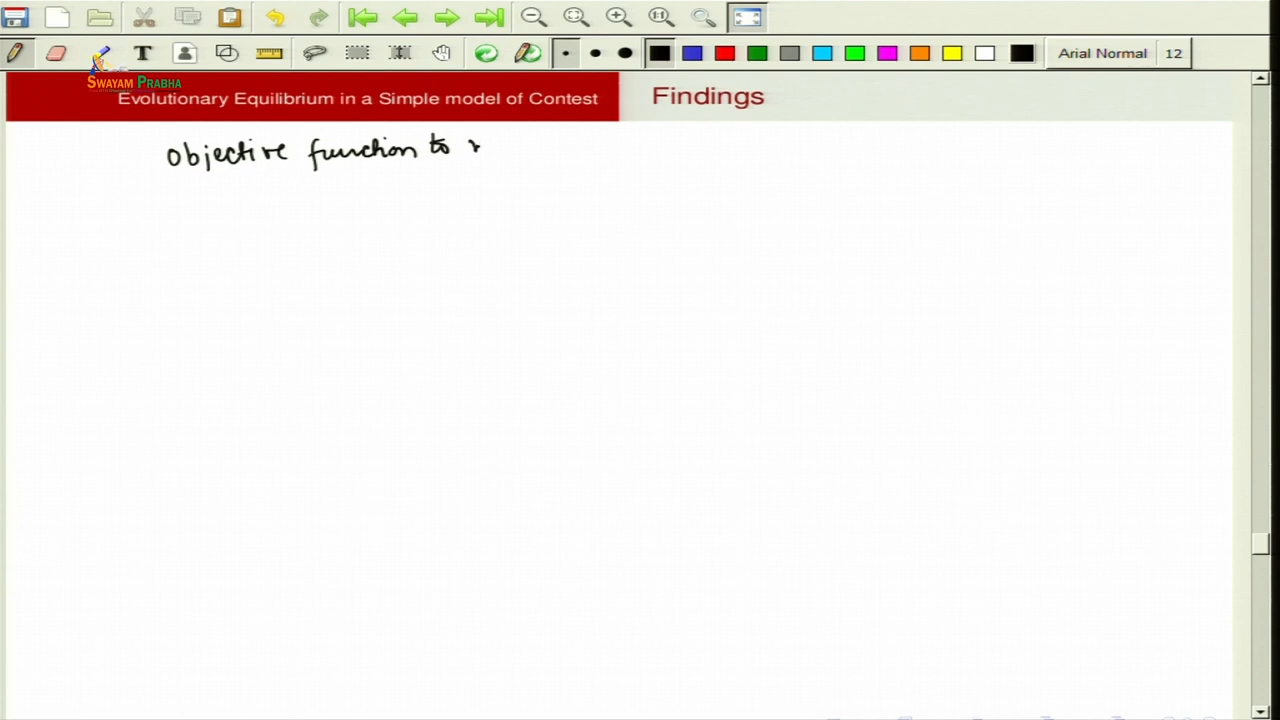 Arial Normal 12
SWAYAM PRABHA
Evolutionary Equilibrium in a Simple model of Contest
Findings
objective function to